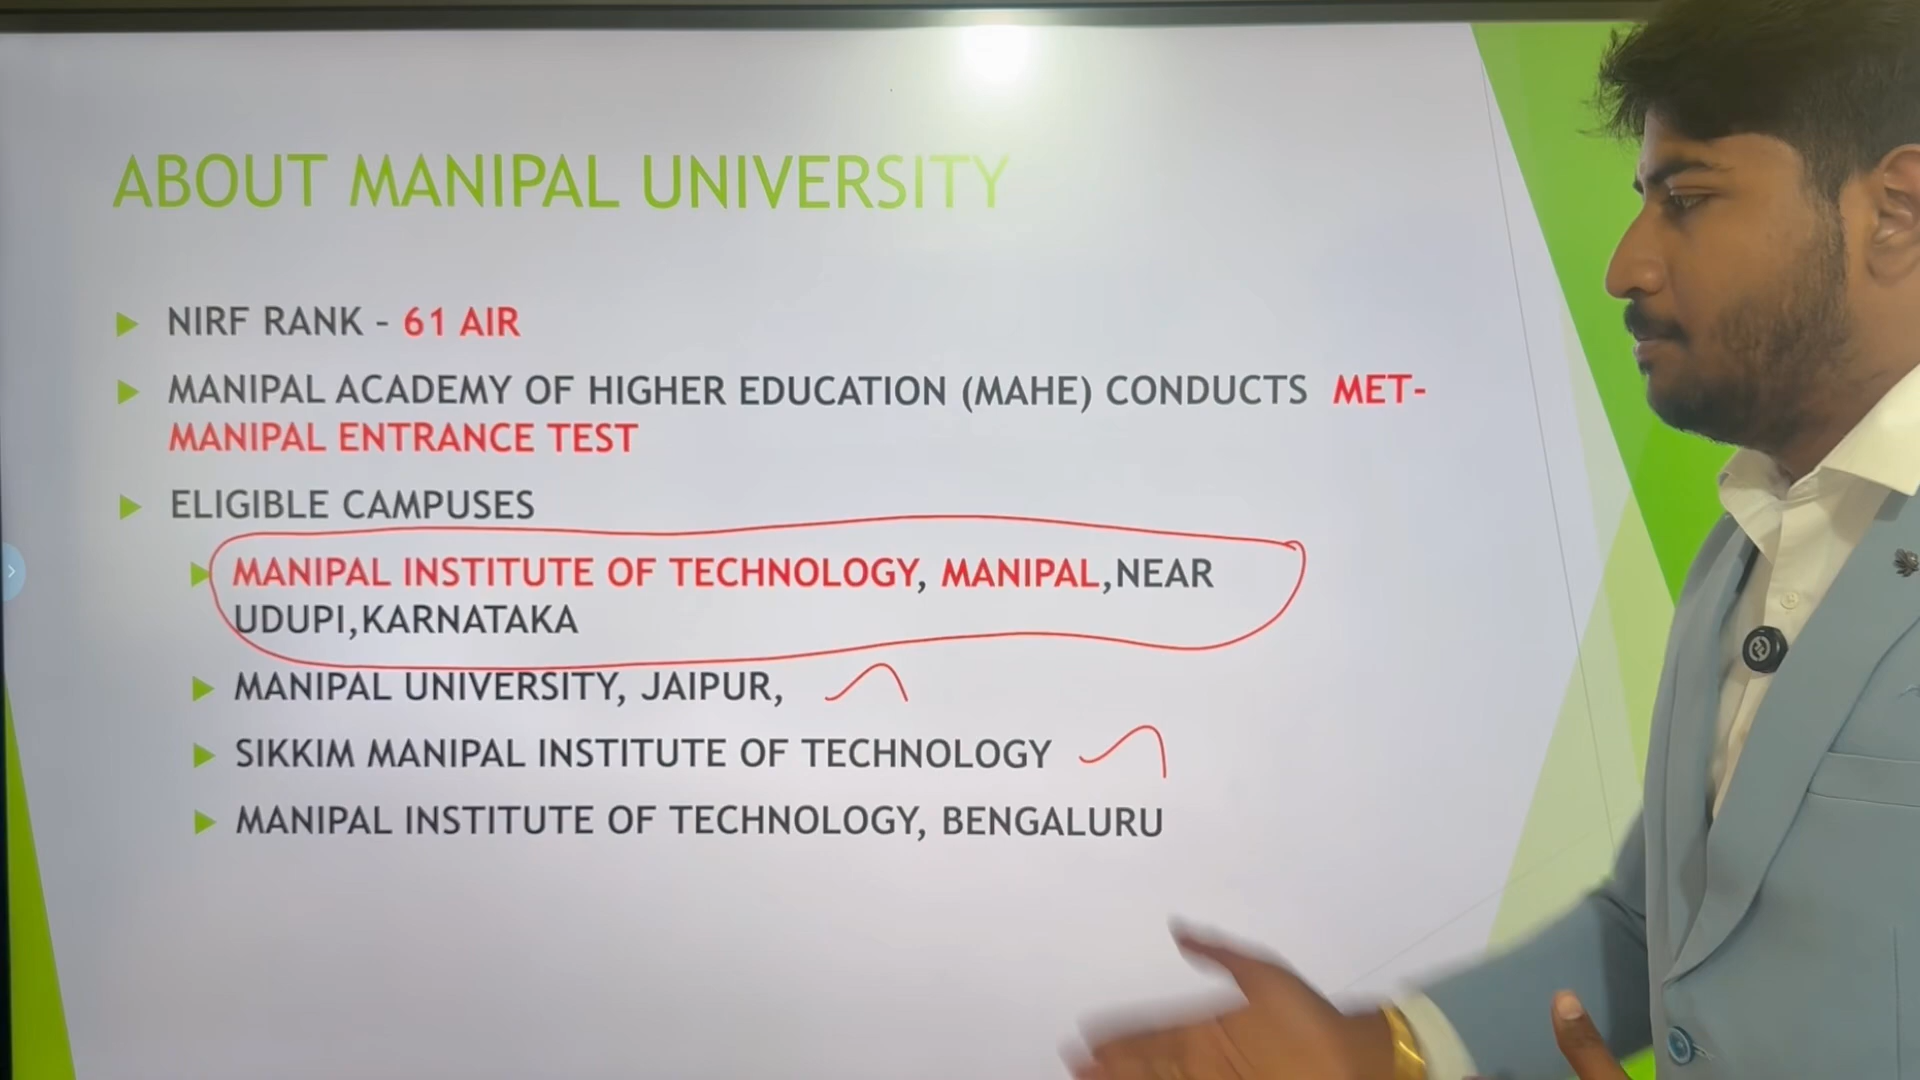 ABOUT MANIPAL UNIVERSITY
NIRF RANK – 61 AIR
MANIPAL ACADEMY OF HIGHER EDUCATION (MAHE) CONDUCTS MET-
MANIPAL ENTRANCE TEST
ELIGIBLE CAMPUSES
MANIPAL INSTITUTE OF TECHNOLOGY, MANIPAL,NEAR
UDUPI,KARNATAKA
MANIPAL UNIVERSITY, JAIPUR,
SIKKIM MANIPAL INSTITUTE OF TECHNOLOGY
MANIPAL INSTITUTE OF TECHNOLOGY, BENGALURU